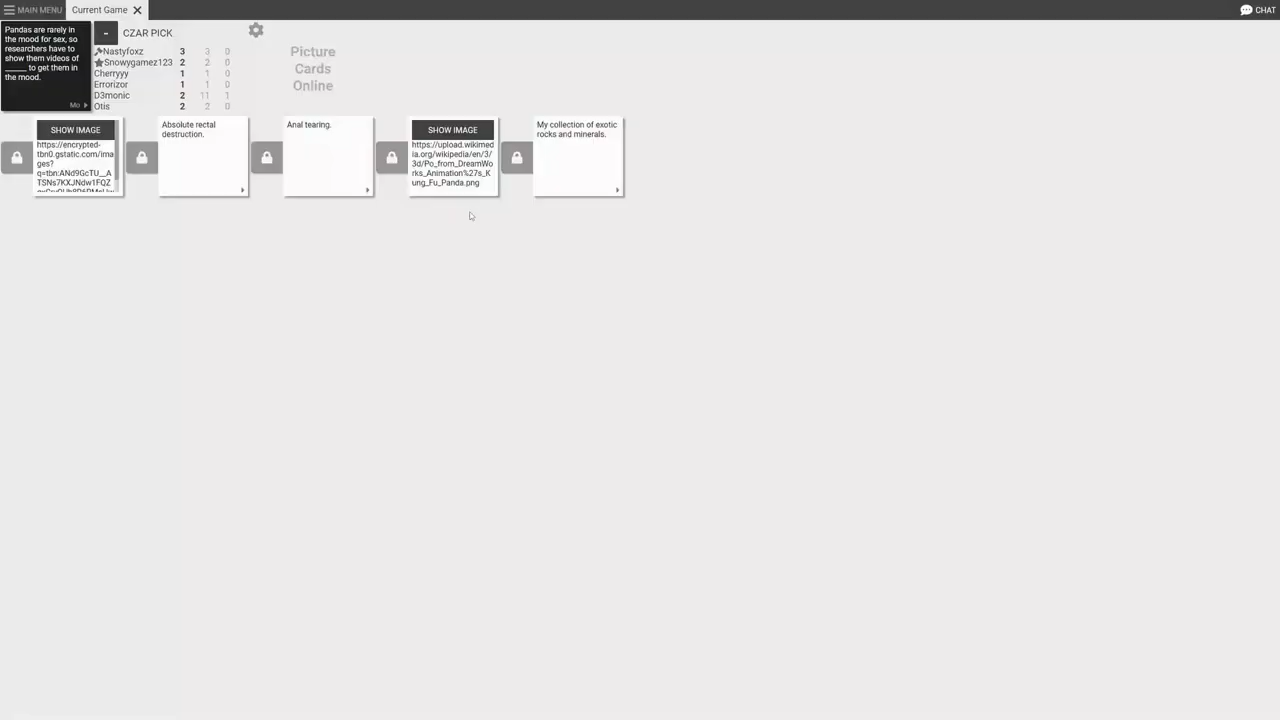 MAIN MENU
Current Game
CHAT
Pandas are rarely in
the mood for sex, so
researchers have to
show them videos of
______ to get them in
the mood.
Mo
-
CZAR PICK
Nastyfoxz 3 3 0
Snowygamez123 2 2 0
Cherryyy 1 1 0
Errorizor 1 1 0
D3monic 2 11 1
Otis 2 2 0
Picture
Cards
Online
SHOW IMAGE
https://encrypted-
tbn0.gstatic.com/ima
ges?
q=tbn:ANd9GcTU__A
TSNs7KXJNdw1FQZ
Absolute rectal
destruction.
Anal tearing.
SHOW IMAGE
https://upload.wikimed
ia.org/wikipedia/en/3/
3d/Po_from_DreamWo
rks_Animation%27s_K
ung_Fu_Panda.png
My collection of exotic
rocks and minerals.